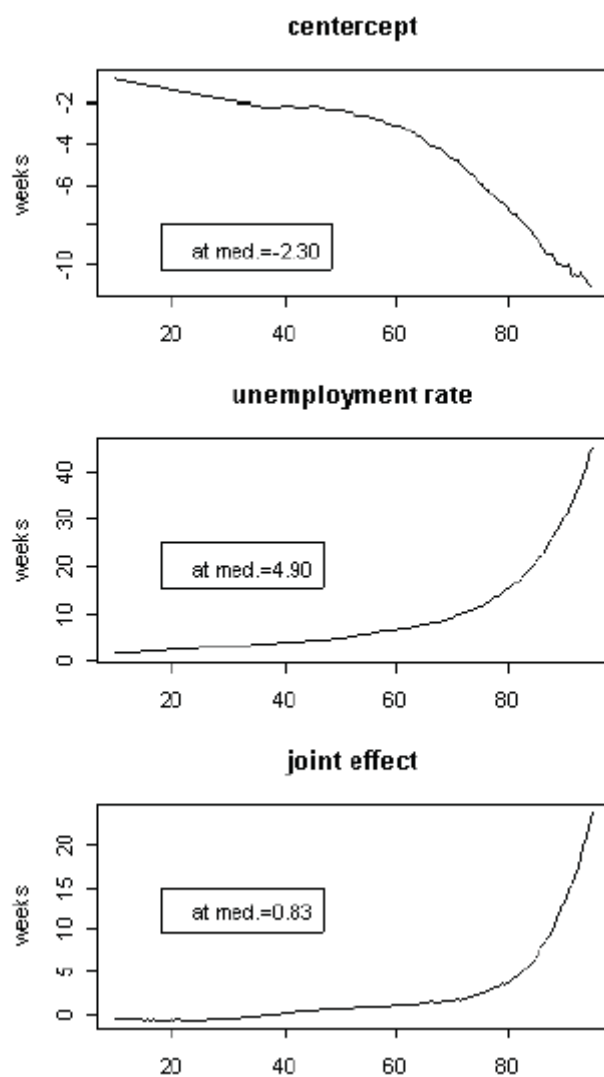 centercept
weeks
-2
-4
-6
-10
at med.=-2.30
20 40 60 80
unemployment rate
weeks
40
30
20
10
0
at med.=4.90
20 40 60 80
joint effect
weeks
20
15
10
5
0
at med.=0.83
20 40 60 80